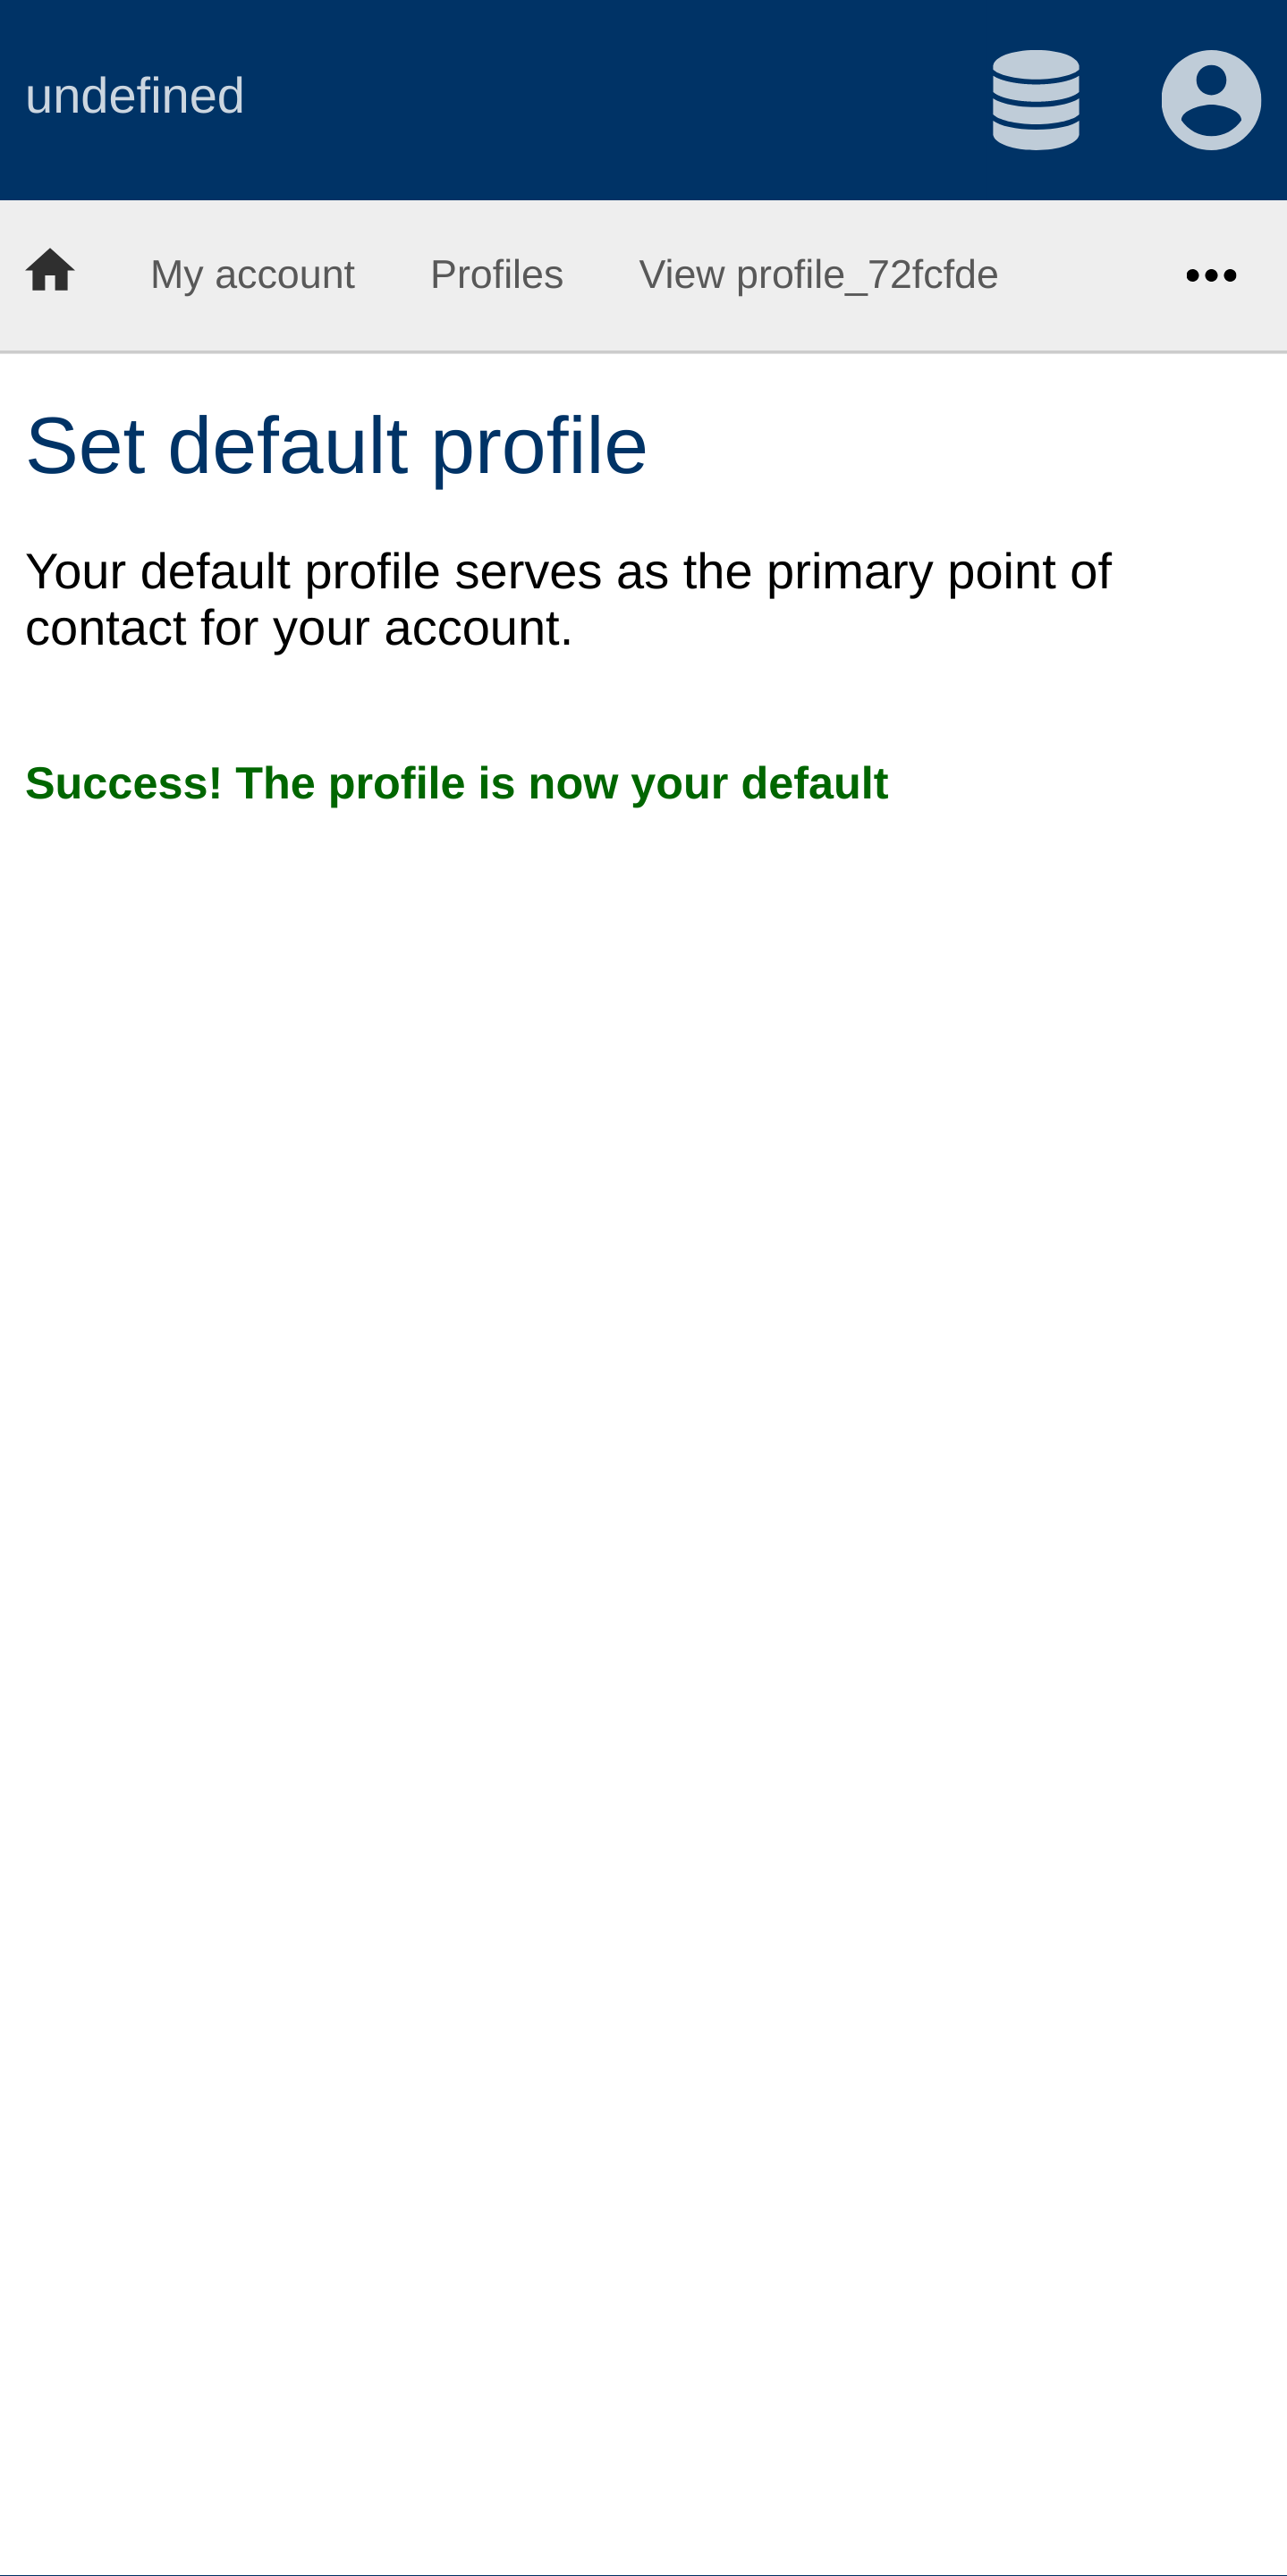 undefined
My account Profiles View profile_72fcfde
Set default profile
Your default profile serves as the primary point of
contact for your account.
Success! The profile is now your default